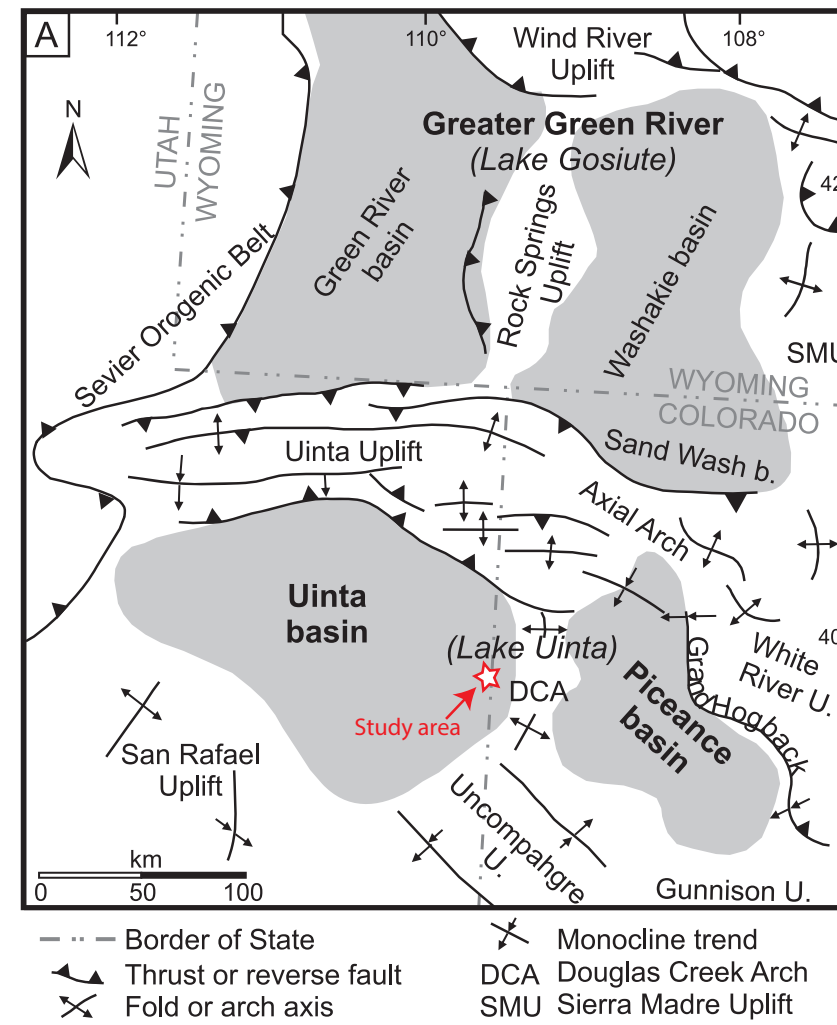 A
112°
110°
108°
Wind River
Uplift
N
UTAH
WYOMING
Greater Green River
(Lake Gosiute)
42
Green River
basin
Rock Springs
Uplift
Washakie basin
Sevier Orogenic Belt
SMU
WYOMING
COLORADO
Sand Wash b.
Uinta Uplift
Axial Arch
Uinta
basin
(Lake Uinta)
40
White
River U.
Grand Hogback
DCA
Piceance
basin
Study area
San Rafael
Uplift
Uncompahgre
U.
km
0 50 100
Gunnison U.
Border of State
Monocline trend
Thrust or reverse fault
DCA Douglas Creek Arch
Fold or arch axis
SMU Sierra Madre Uplift